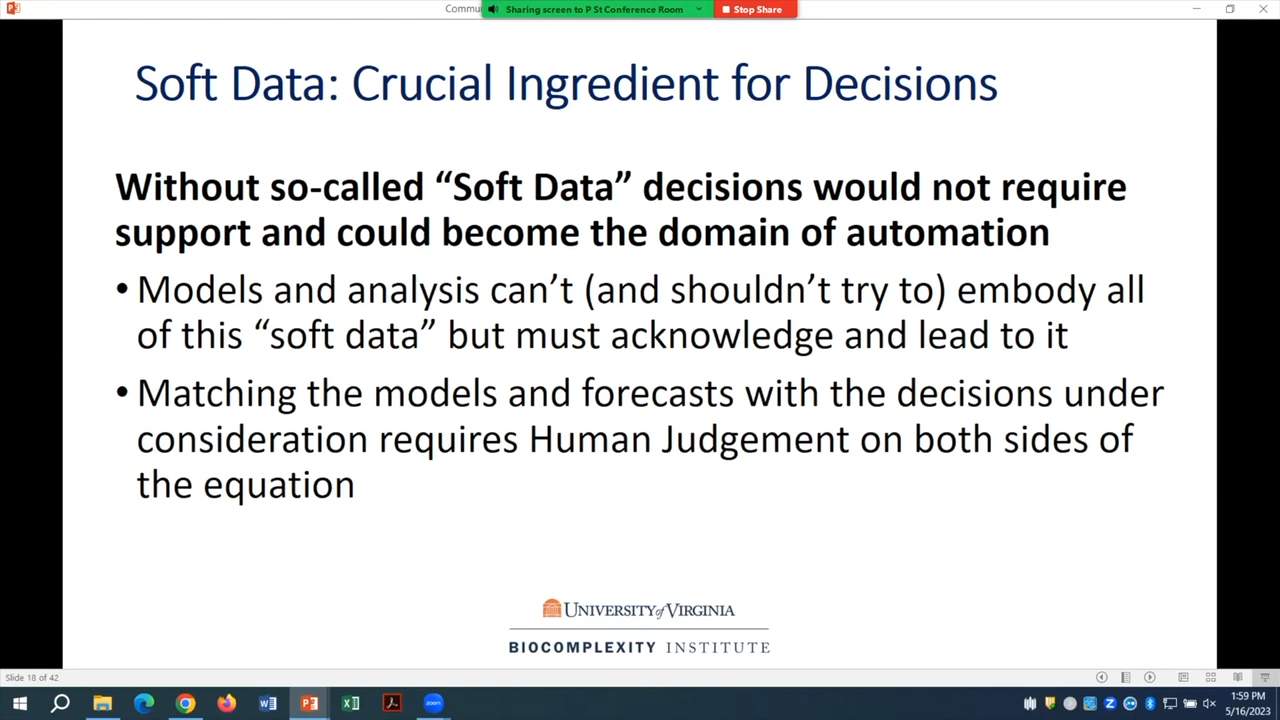 Commu
Sharing screen to P St Conference Room
Stop Share
Soft Data: Crucial Ingredient for Decisions
Without so-called “Soft Data” decisions would not require
support and could become the domain of automation
• Models and analysis can’t (and shouldn’t try to) embody all
of this “soft data” but must acknowledge and lead to it
• Matching the models and forecasts with the decisions under
consideration requires Human Judgement on both sides of
the equation
UNIVERSITY of VIRGINIA
BIOCOMPLEXITY INSTITUTE
Slide 18 of 42
zoom
1:59 PM
5/16/2023